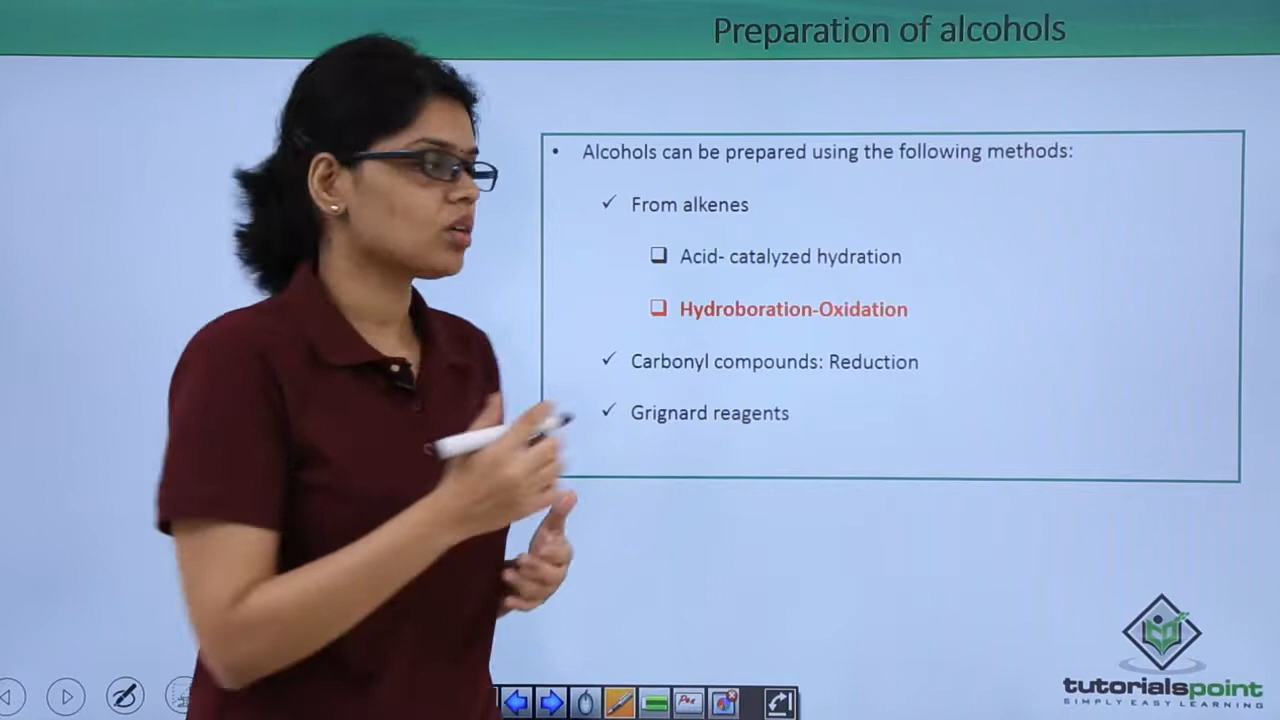 Preparation of alcohols
• Alcohols can be prepared using the following methods:
✓ From alkenes
❑ Acid- catalyzed hydration
❑ Hydroboration-Oxidation
✓ Carbonyl compounds: Reduction
✓ Grignard reagents
tutorialspoint
SIMPLY EASY LEARNING